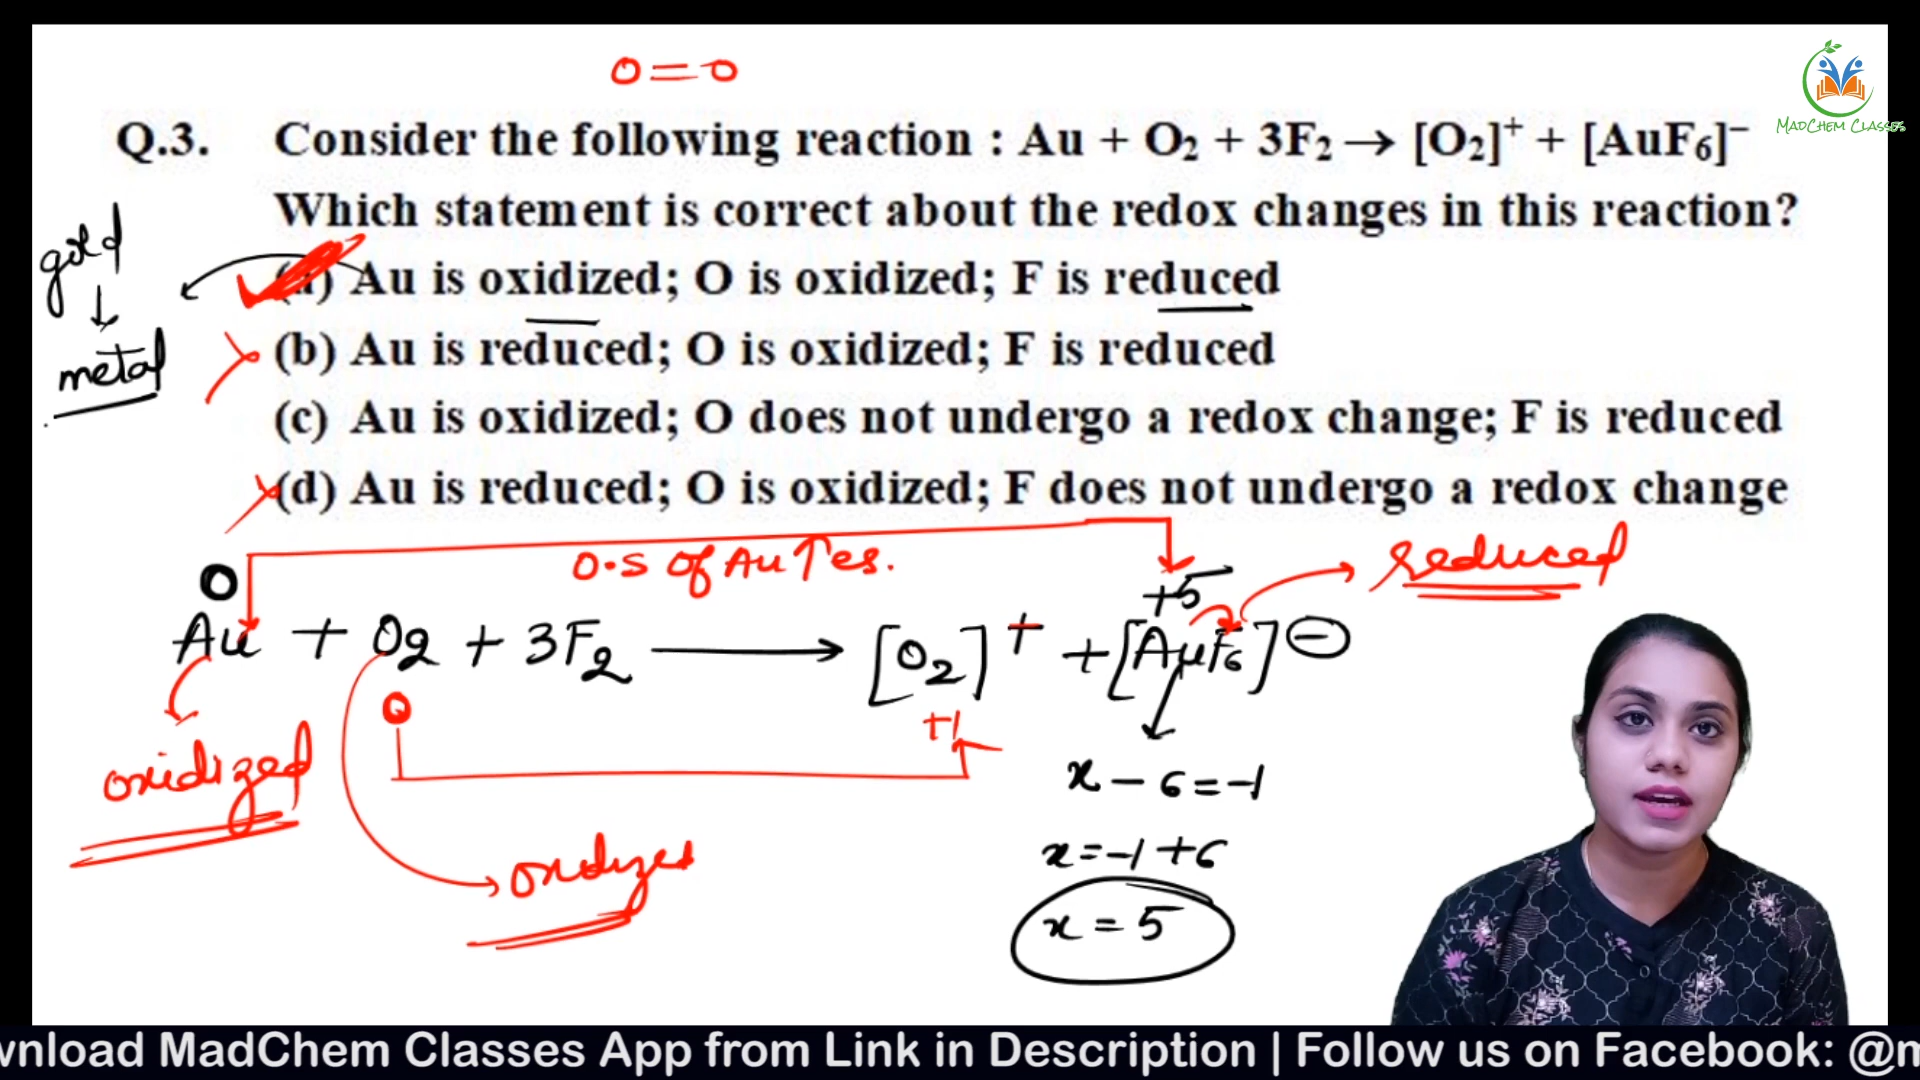 O=O
MADCHEM CLASSES
Q.3. Consider the following reaction : Au + O₂ + 3F₂ → [O₂]⁺ + [AuF₆]⁻
Which statement is correct about the redox changes in this reaction?
gold
↓
metal
(a) Au is oxidized; O is oxidized; F is reduced
(b) Au is reduced; O is oxidized; F is reduced
(c) Au is oxidized; O does not undergo a redox change; F is reduced
(d) Au is reduced; O is oxidized; F does not undergo a redox change
O.S of Au ↑es.
reduced
0
+5
Au + O₂ + 3F₂ → [O₂]⁺ + [AuF₆]⊖
0
+1
oxidized
oxidized
x - 6 = -1
x = -1 + 6
x = 5
wnload MadChem Classes App from Link in Description | Follow us on Facebook: @m